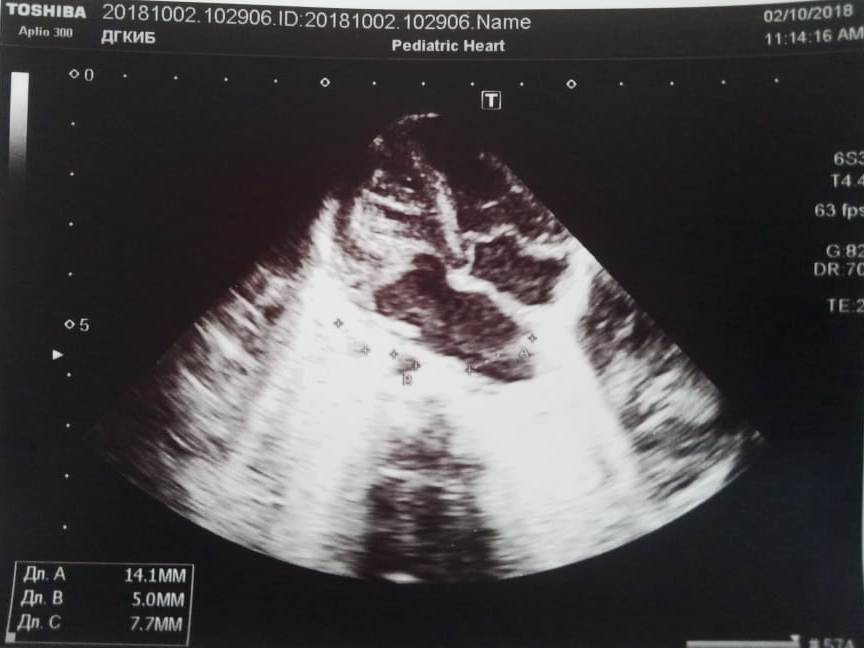 TOSHIBA 20181002.102906.ID:20181002.102906.Name 02/10/2018
Aplio 300 ДГКИБ Pediatric Heart 11:14:16 AM
0
T
6S3
T4.4
63 fps
G:82
DR:70
TE:2
5
A
B
Дл. A 14.1MM
Дл. B 5.0MM
Дл. C 7.7MM